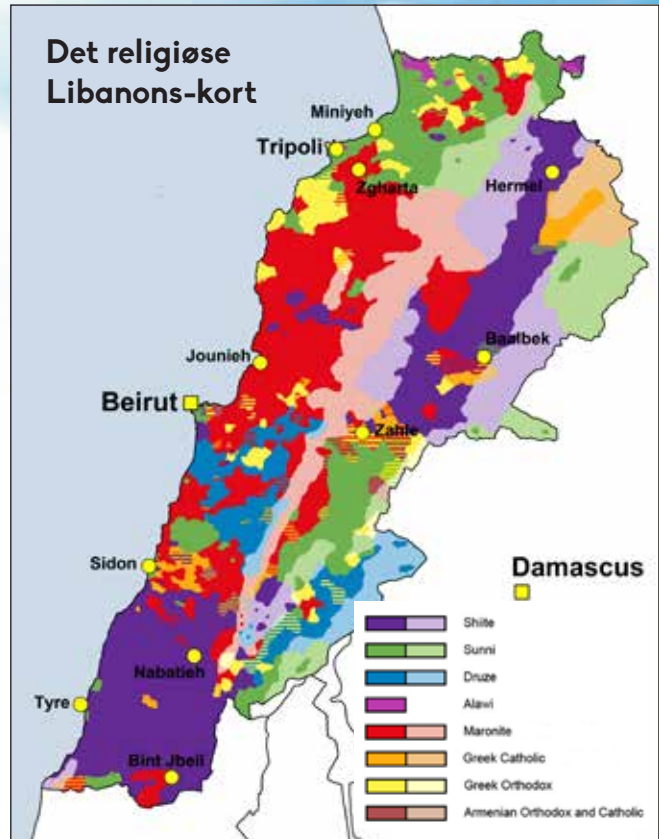 Det religiøse
Libanons-kort
Miniyeh
Tripoli
Zgharta
Hermel
Baalbek
Jounieh
Beirut
Zahle
Sidon
Damascus
Nabatieh
Tyre
Bint Jbeil
Shiite
Sunni
Druze
Alawi
Maronite
Greek Catholic
Greek Orthodox
Armenian Orthodox and Catholic